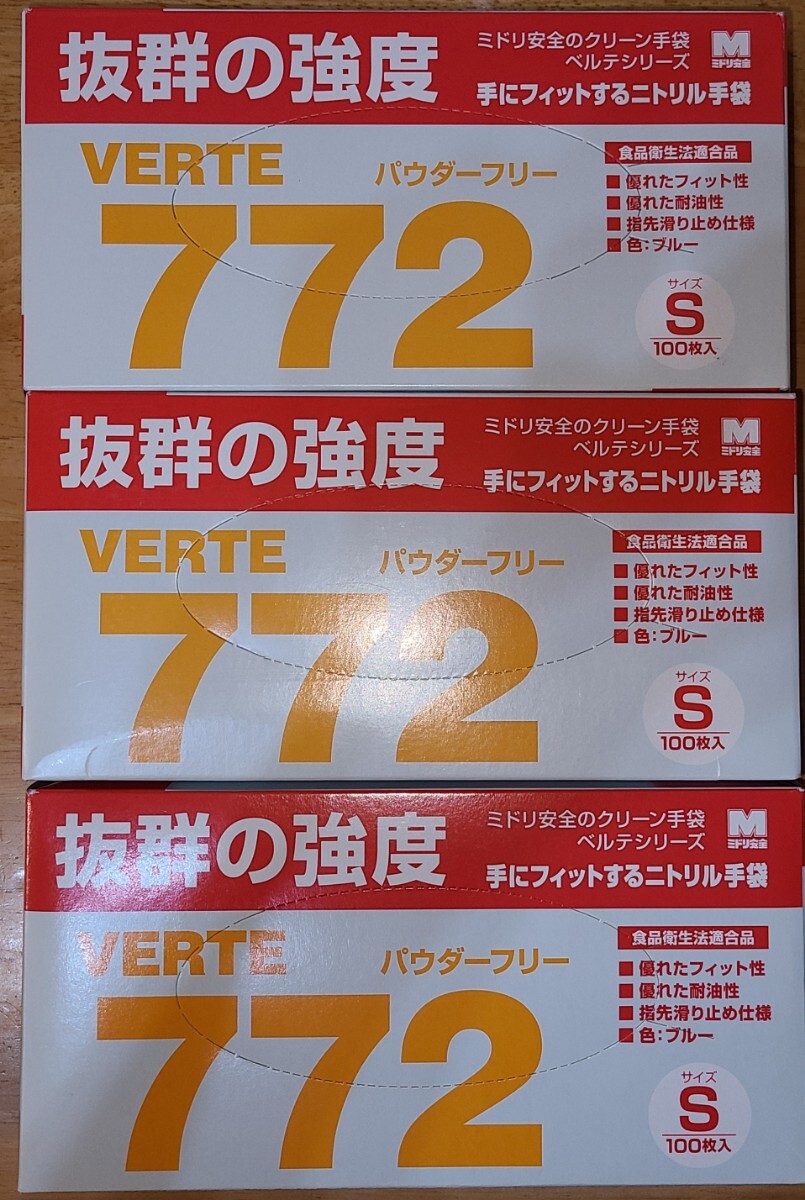 抜群の強度
ミドリ安全のクリーン手袋
ベルテシリーズ
手にフィットするニトリル手袋
M
ミドリ安全
VERTE
パウダーフリー
772
食品衛生法適合品
■優れたフィット性
■優れた耐油性
■指先滑り止め仕様
■色:ブルー
サイズ
S
100枚入
抜群の強度
ミドリ安全のクリーン手袋
ベルテシリーズ
手にフィットするニトリル手袋
M
ミドリ安全
VERTE
パウダーフリー
772
食品衛生法適合品
■優れたフィット性
■優れた耐油性
■指先滑り止め仕様
■色:ブルー
サイズ
S
100枚入
抜群の強度
ミドリ安全のクリーン手袋
ベルテシリーズ
手にフィットするニトリル手袋
M
ミドリ安全
VERTE
パウダーフリー
772
食品衛生法適合品
■優れたフィット性
■優れた耐油性
■指先滑り止め仕様
■色:ブルー
サイズ
S
100枚入